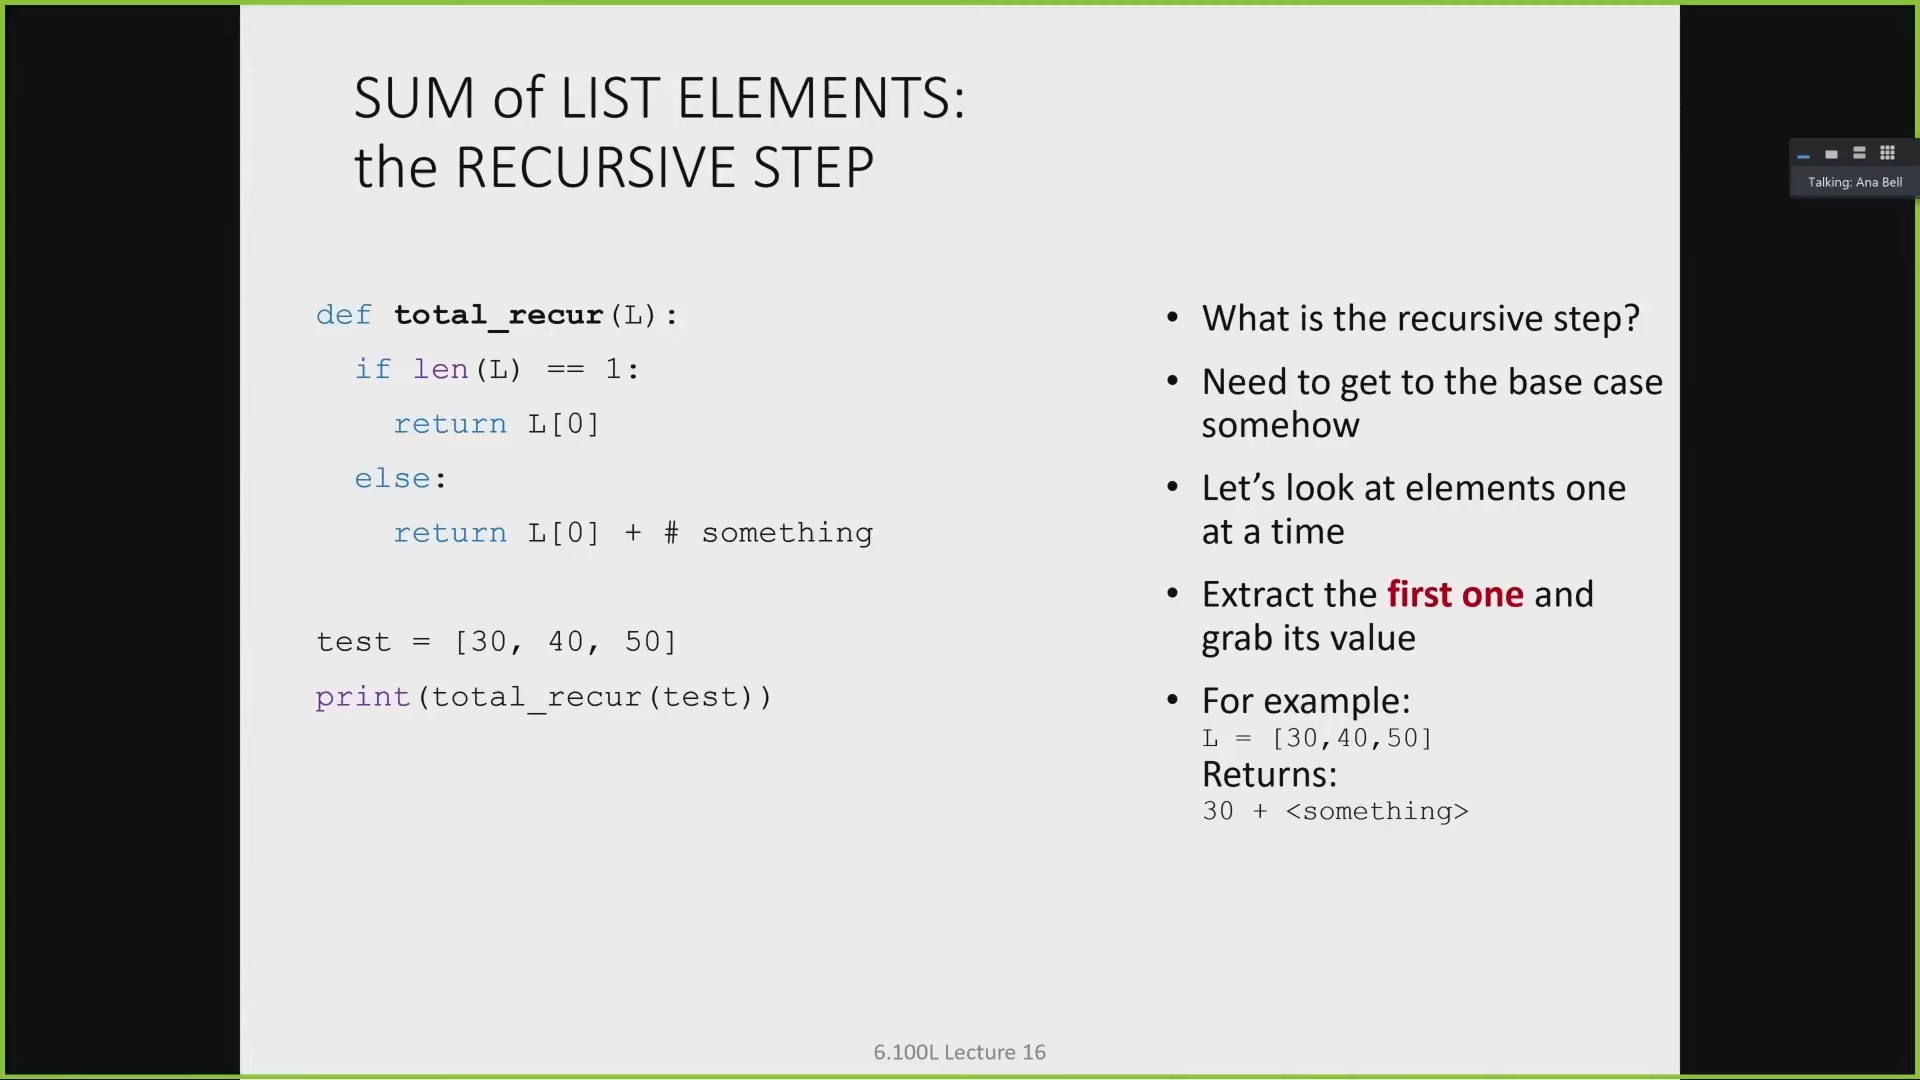 SUM of LIST ELEMENTS:
the RECURSIVE STEP
def total_recur(L):
if len(L) == 1:
return L[0]
else:
return L[0] + # something
test = [30, 40, 50]
print(total_recur(test))
• What is the recursive step?
• Need to get to the base case
somehow
• Let’s look at elements one
at a time
• Extract the first one and
grab its value
• For example:
L = [30,40,50]
Returns:
30 + <something>
Talking: Ana Bell
6.100L Lecture 16